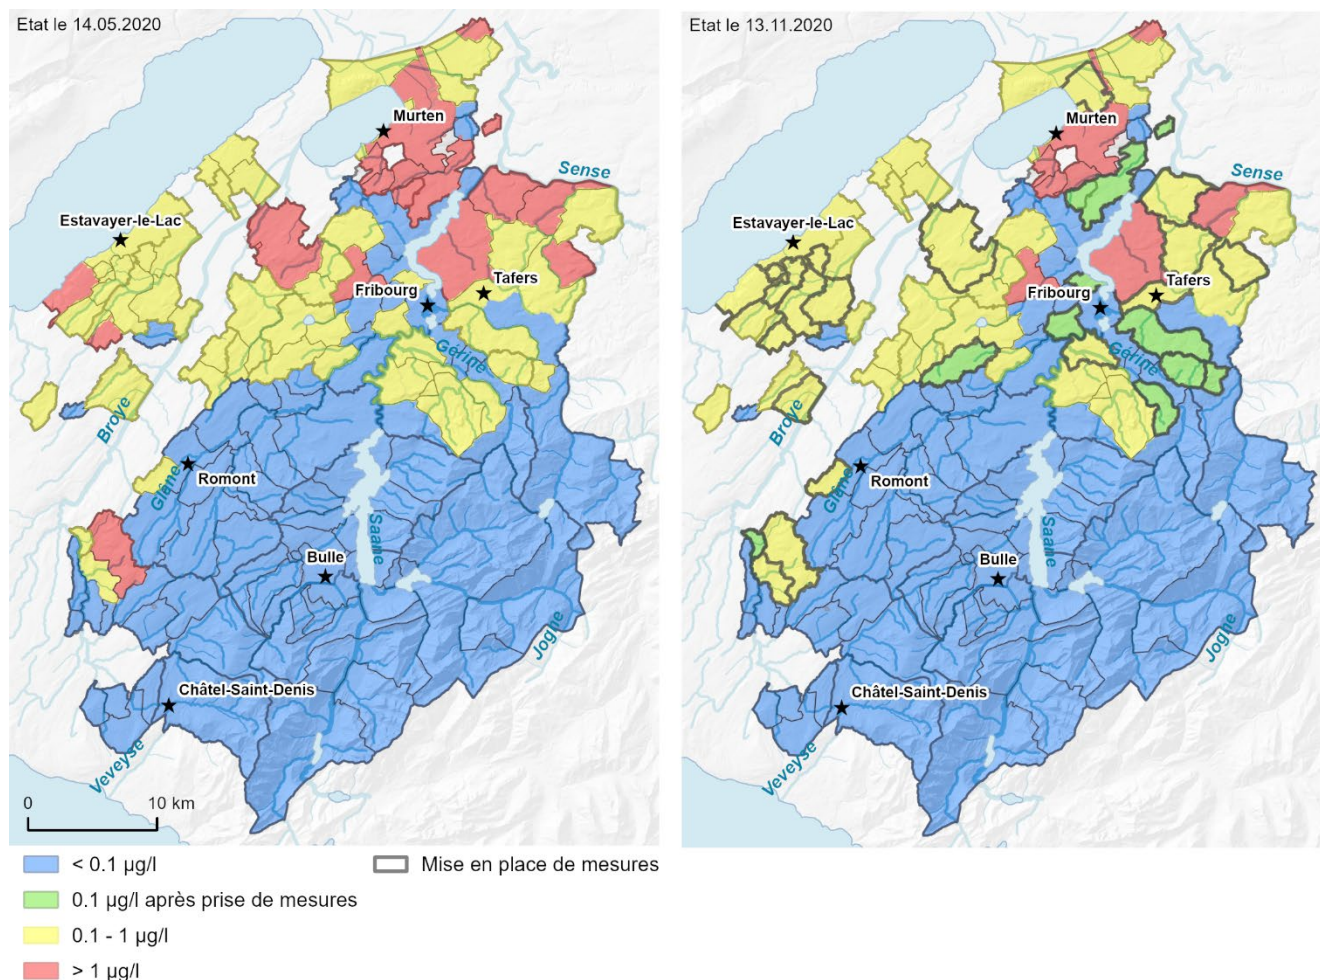 Etat le 14.05.2020
Murten
Sense
Estavayer-le-Lac
Tafers
Fribourg
Gérine
Broye
Glâne
Romont
Saane
Bulle
Jogne
Châtel-Saint-Denis
Veveyse
0 10 km
Etat le 13.11.2020
Murten
Sense
Estavayer-le-Lac
Tafers
Fribourg
Gérine
Broye
Glâne
Romont
Saane
Bulle
Jogne
Châtel-Saint-Denis
Veveyse
< 0.1 µg/l
Mise en place de mesures
0.1 µg/l après prise de mesures
0.1 - 1 µg/l
> 1 µg/l